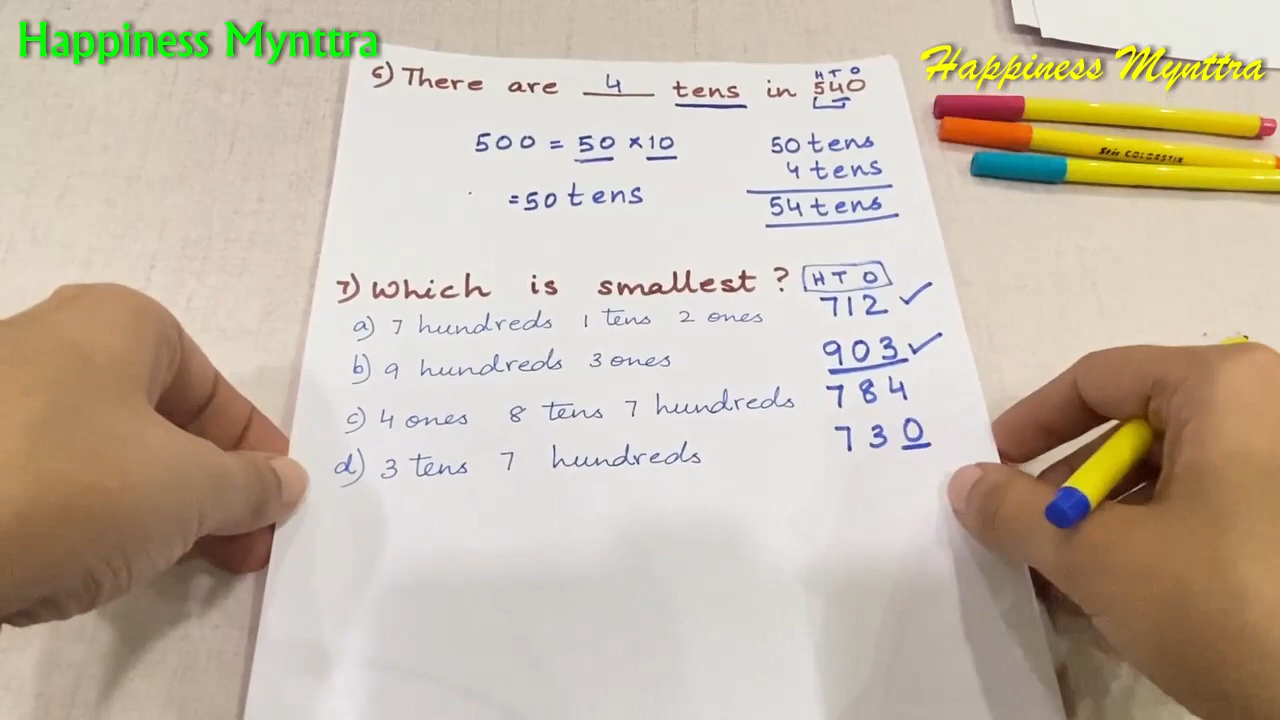 Happiness Mynttra
Happiness Mynttra
6) There are 4 tens in 540
H T O
500 = 50 × 10
= 50 tens
50 tens
4 tens
54 tens
7) Which is smallest?
H T O
a) 7 hundreds 1 tens 2 ones 712 ✓
b) 9 hundreds 3 ones 903 ✓
c) 4 ones 8 tens 7 hundreds 784
d) 3 tens 7 hundreds 730
Stic COLORSTIX